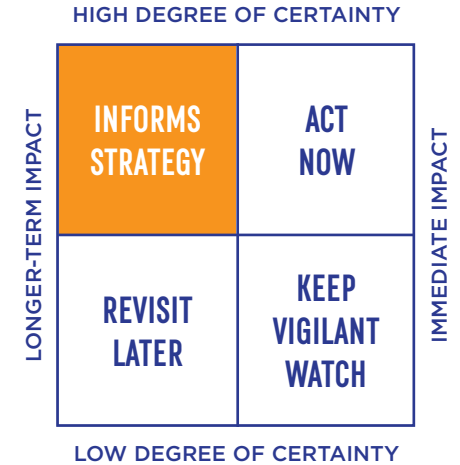 HIGH DEGREE OF CERTAINTY
LONGER-TERM IMPACT
INFORMS
STRATEGY
ACT
NOW
IMMEDIATE IMPACT
REVISIT
LATER
KEEP
VIGILANT
WATCH
LOW DEGREE OF CERTAINTY